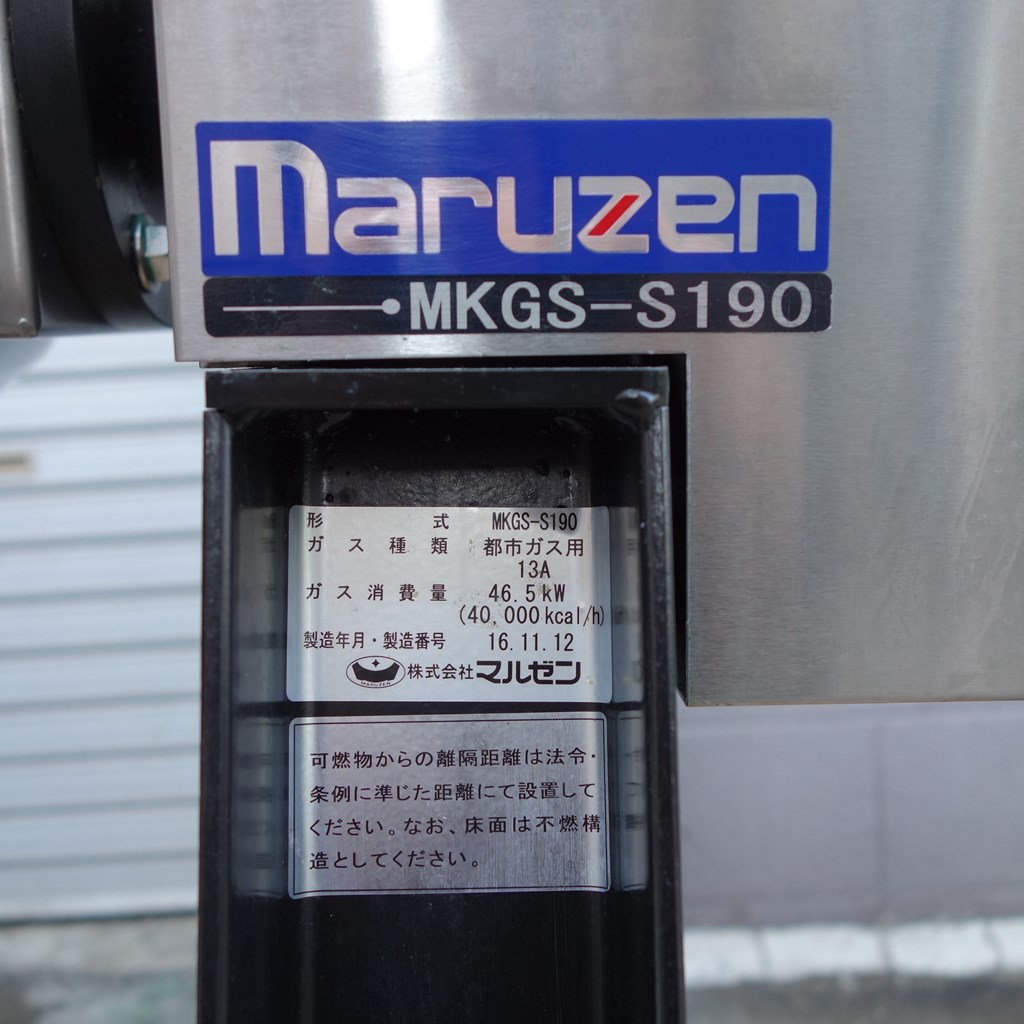 maruzen
MKGS-S190
形式 MKGS-S190
ガス種類 都市ガス用
13A
ガス消費量 46.5kW
(40,000kcal/h)
製造年月・製造番号 16.11.12
MARUZEN 株式会社マルゼン
可燃物からの離隔距離は法令・
条例に準じた距離にて設置して
ください。なお、床面は不燃構
造としてください。